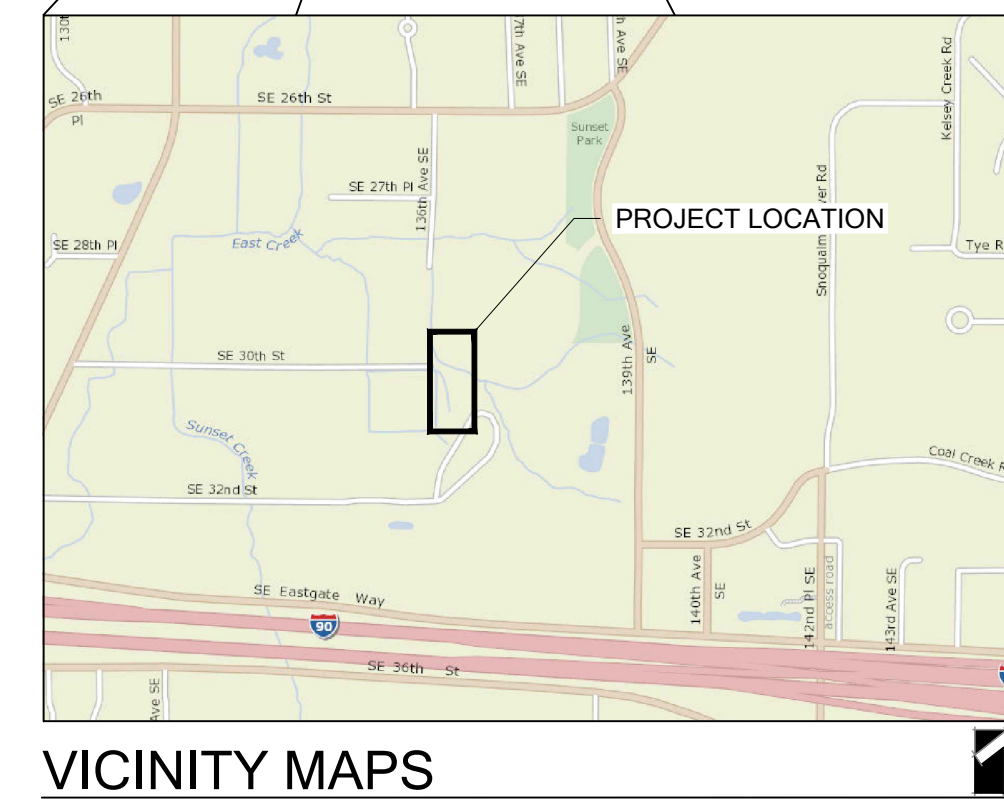 130t
7th Ave SE
h Ave SE
Kelsey Creek Rd
SE 26th
Pl
SE 26th St
Sunset
Park
136th Ave SE
SE 27th Pl
PROJECT LOCATION
SE 28th Pl
East Creek
Snoqualm
ver Rd
Tye R
SE 30th St
139th Ave
SE
Sunset Creek
Coal Creek R
SE 32nd St
SE 32nd St
140th Ave
SE
142nd Pl SE
access road
143rd Ave SE
SE Eastgate Way
90
SE 36th St
Ave SE
VICINITY MAPS